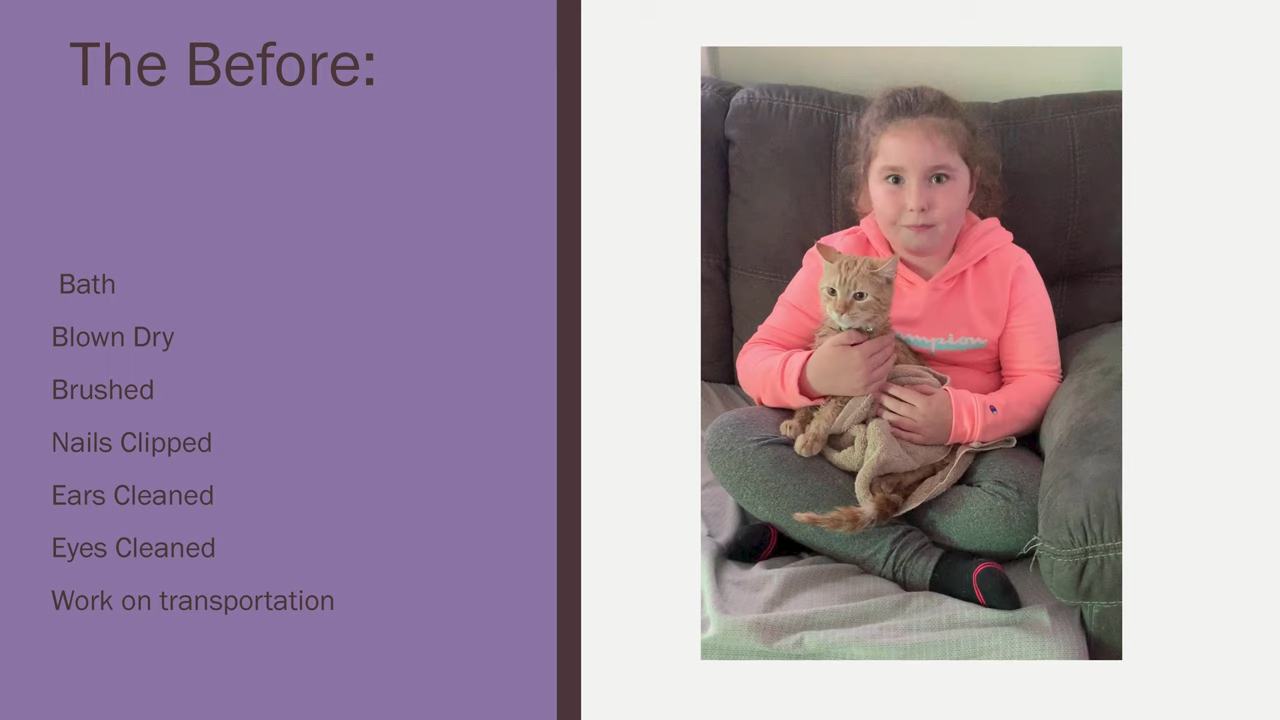 The Before:
Bath
Blown Dry
Brushed
Nails Clipped
Ears Cleaned
Eyes Cleaned
Work on transportation